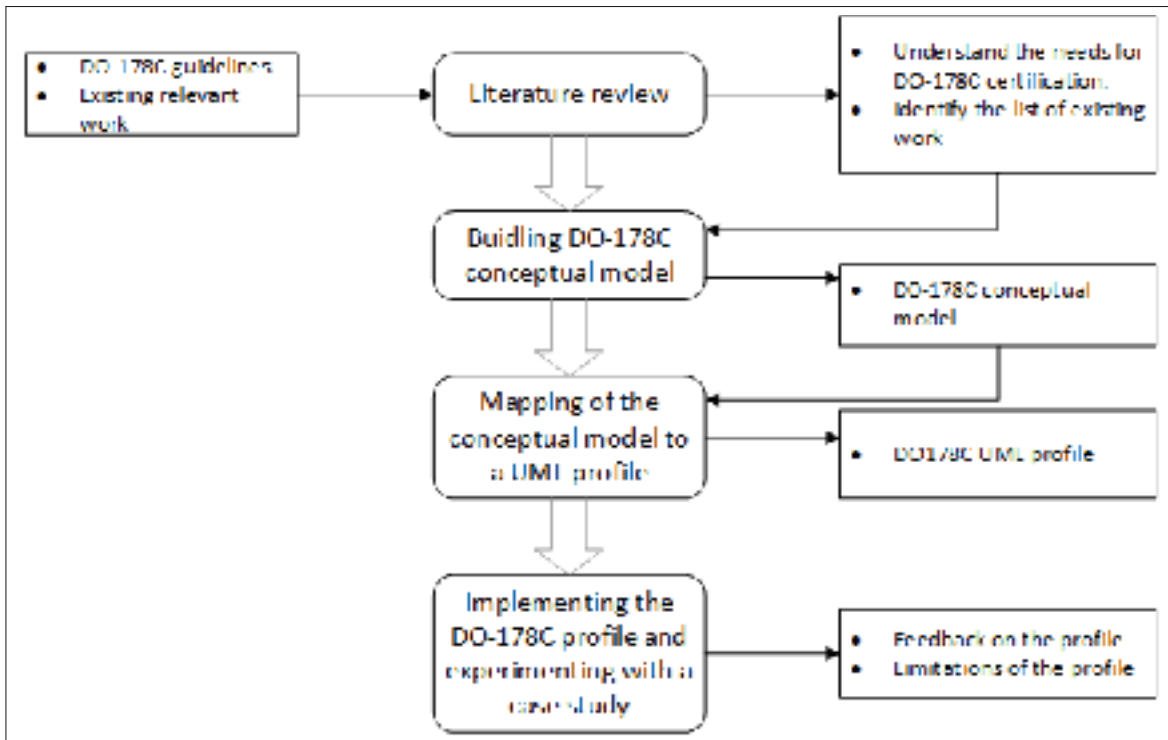 • DO-178C guidelines
• Existing relevant
work
Literature review
• Understand the needs for
DO-178C certification.
• Identify the list of existing
work
Buidling DO-178C
conceptual model
• DO-178C conceptual
model
Mapping of the
conceptual model to
a UML profile
• DO178C UML profile
Implementing the
DO-178C profile and
experimenting with a
case study
• Feedback on the profile
• Limitations of the profile